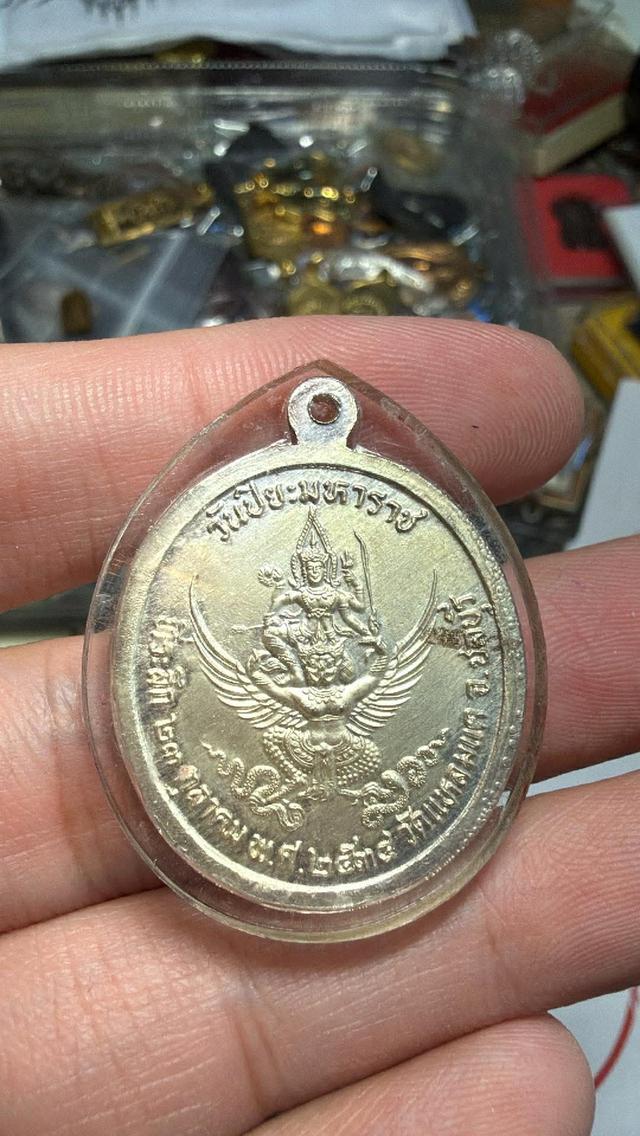 วันปิยะมหาราช
ที่ระลึก ๒๓ ตุลาคม พ.ศ.๒๕๓๕ วัดแหลมแค จ.ชลบุรี